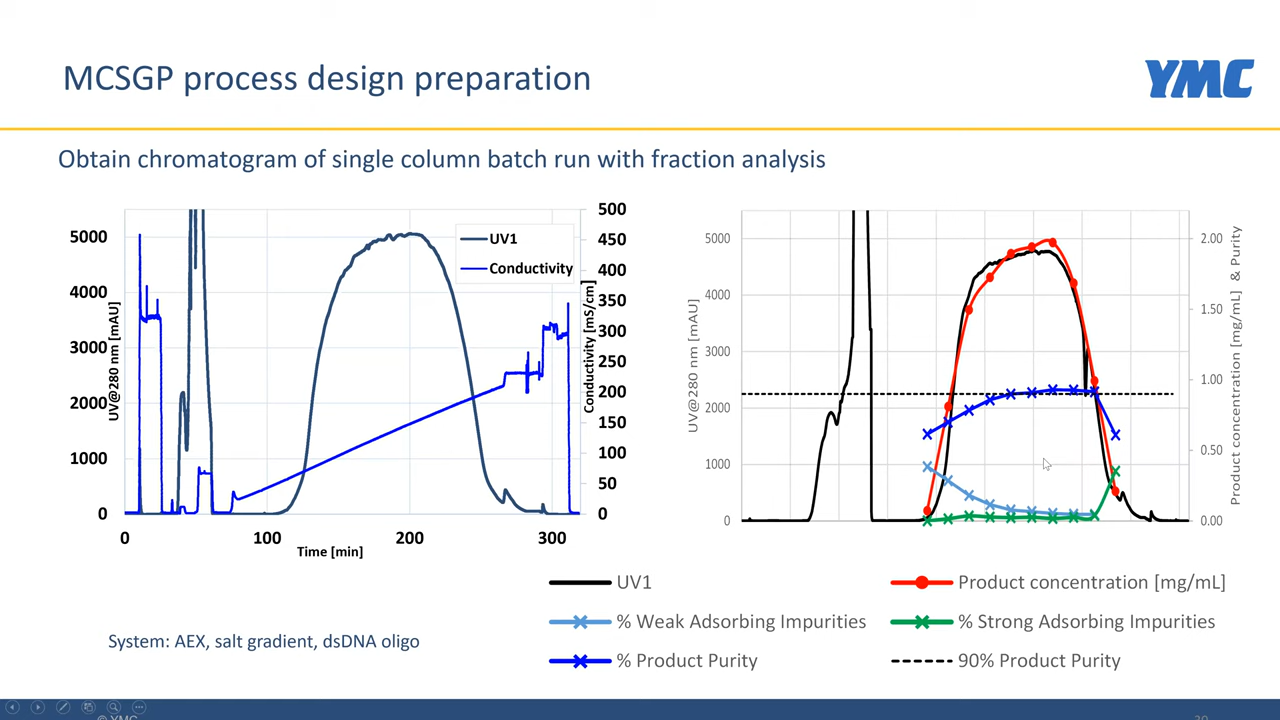 MCSGP process design preparation
YMC
Obtain chromatogram of single column batch run with fraction analysis
5000
4000
3000
2000
1000
0
UV@280 nm [mAU]
0
100
200
300
Time [min]
500
450
400
350
300
250
200
150
100
50
0
Conductivity [mS/cm]
UV1
Conductivity
5000
4000
3000
2000
1000
0
UV@280 nm [mAU]
2.00
1.50
1.00
0.50
0.00
Product concentration [mg/mL] & Purity
UV1
Product concentration [mg/mL]
% Weak Adsorbing Impurities
% Strong Adsorbing Impurities
% Product Purity
90% Product Purity
System: AEX, salt gradient, dsDNA oligo
© YMC